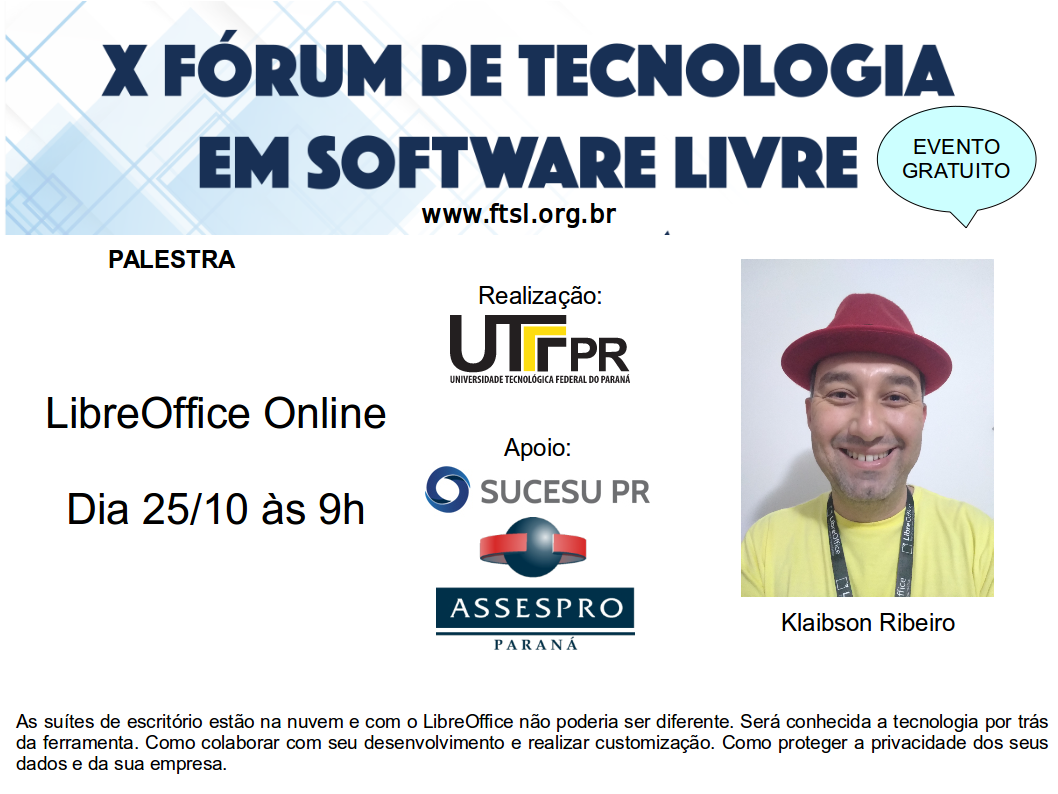 X FÓRUM DE TECNOLOGIA
EM SOFTWARE LIVRE
EVENTO
GRATUITO
www.ftsl.org.br
PALESTRA
LibreOffice Online
Dia 25/10 às 9h
Realização:
UTFPR
UNIVERSIDADE TECNOLÓGICA FEDERAL DO PARANÁ
Apoio:
SUCESU PR
ASSESPRO
PARANÁ
LibreOffice
LibreOffice
Klaibson Ribeiro
As suítes de escritório estão na nuvem e com o LibreOffice não poderia ser diferente. Será conhecida a tecnologia por trás
da ferramenta. Como colaborar com seu desenvolvimento e realizar customização. Como proteger a privacidade dos seus
dados e da sua empresa.